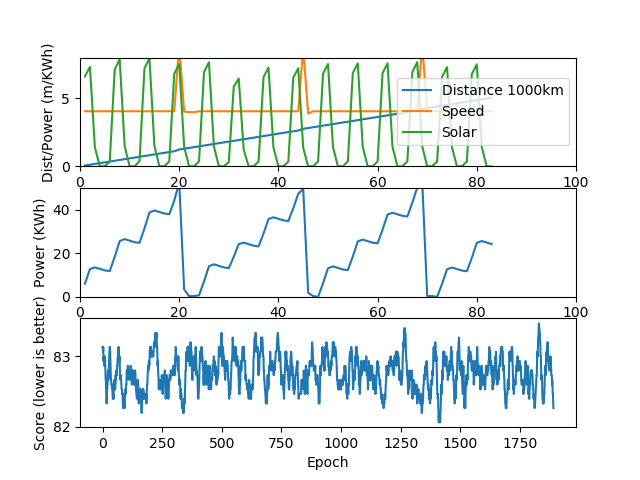 Dist/Power (m/KWh)
5
0
Distance 1000km
Speed
Solar
0 20 40 60 80 100
Power (KWh)
40
20
0
0 20 40 60 80 100
Score (lower is better)
83
82
0 250 500 750 1000 1250 1500 1750
Epoch